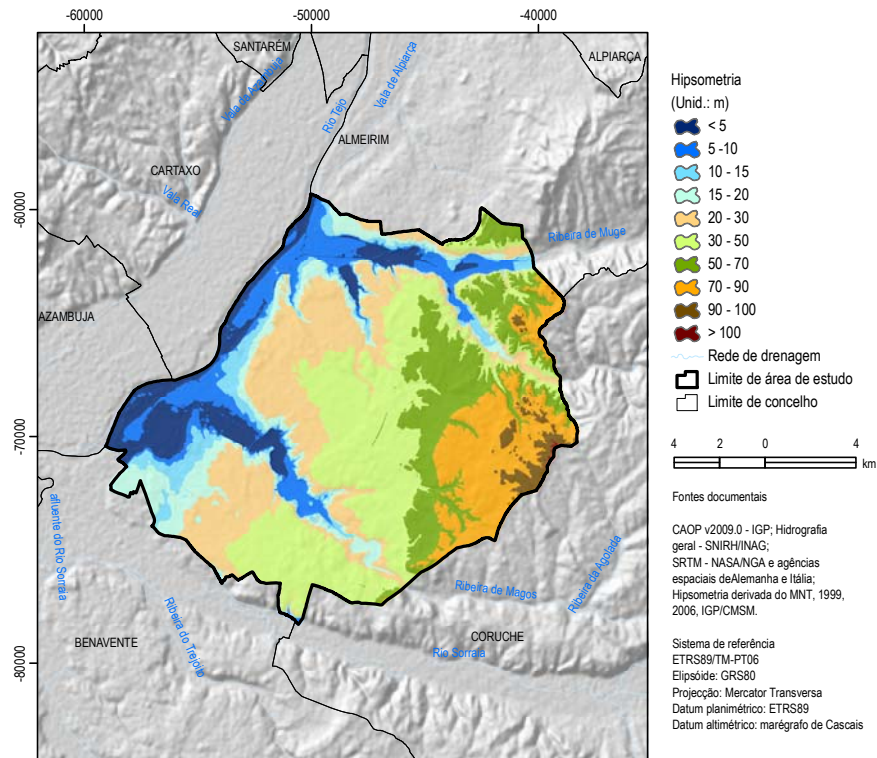 -60000
-50000
-40000
SANTARÉM
ALPIARÇA
Vala da Azambuja
Rio Tejo
Vala de Alpiarça
ALMEIRIM
CARTAXO
Vala Real
-60000
Ribeira de Muge
AZAMBUJA
-70000
afluente do Rio Sorraia
Ribeira de Magos
Ribeira da Agolada
Ribeira do Trejoito
BENAVENTE
CORUCHE
Rio Sorraia
-80000
Hipsometria
(Unid.: m)
< 5
5 -10
10 - 15
15 - 20
20 - 30
30 - 50
50 - 70
70 - 90
90 - 100
> 100
Rede de drenagem
Limite de área de estudo
Limite de concelho
4 2 0 4
km
Fontes documentais
CAOP v2009.0 - IGP; Hidrografia
geral - SNIRH/INAG;
SRTM - NASA/NGA e agências
espaciais deAlemanha e Itália;
Hipsometria derivada do MNT, 1999,
2006, IGP/CMSM.
Sistema de referência
ETRS89/TM-PT06
Elipsóide: GRS80
Projecção: Mercator Transversa
Datum planimétrico: ETRS89
Datum altimétrico: marégrafo de Cascais